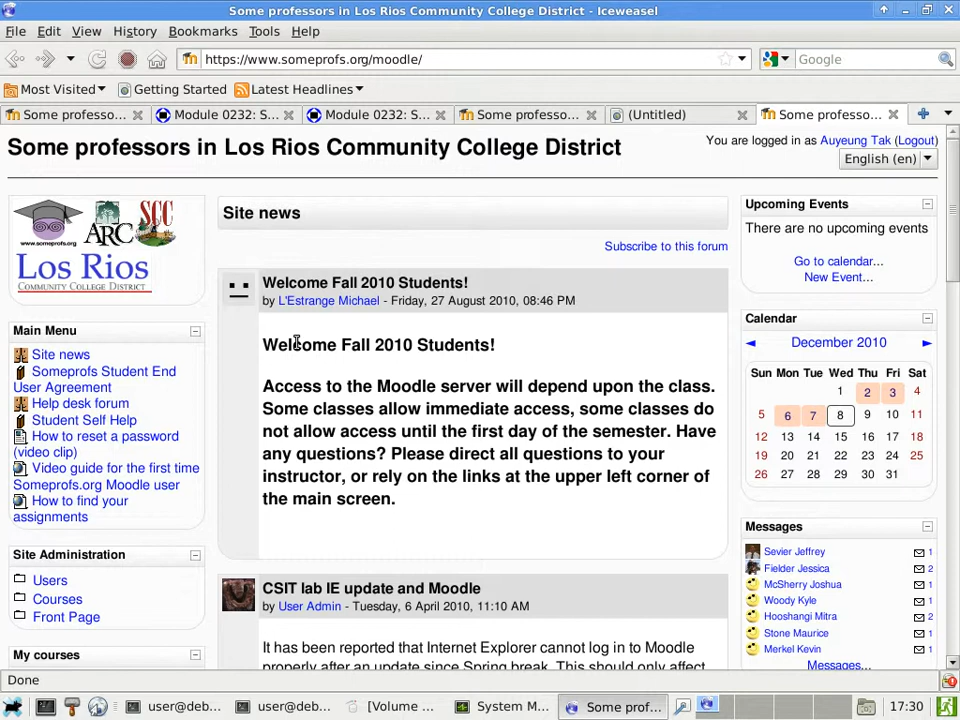 Some professors in Los Rios Community College District - Iceweasel
File Edit View History Bookmarks Tools Help
https://www.someprofs.org/moodle/
Google
Most Visited Getting Started Latest Headlines
Some professo... Module 0232: S... Module 0232: S... Some professo... (Untitled) Some professo...
Some professors in Los Rios Community College District
You are logged in as Auyeung Tak (Logout)
English (en)
www.someprofs.org
ARC
SCC
Los Rios
COMMUNITY COLLEGE DISTRICT
Main Menu
Site news
Someprofs Student End
User Agreement
Help desk forum
Student Self Help
How to reset a password
(video clip)
Video guide for the first time
Someprofs.org Moodle user
How to find your
assignments
Site Administration
Users
Courses
Front Page
My courses
Site news
Subscribe to this forum
Welcome Fall 2010 Students!
by L'Estrange Michael - Friday, 27 August 2010, 08:46 PM
Welcome Fall 2010 Students!
Access to the Moodle server will depend upon the class.
Some classes allow immediate access, some classes do
not allow access until the first day of the semester. Have
any questions? Please direct all questions to your
instructor, or rely on the links at the upper left corner of
the main screen.
CSIT lab IE update and Moodle
by User Admin - Tuesday, 6 April 2010, 11:10 AM
It has been reported that Internet Explorer cannot log in to Moodle
properly after an update since Spring break. This should only affect
Upcoming Events
There are no upcoming events
Go to calendar...
New Event...
Calendar
December 2010
Sun Mon Tue Wed Thu Fri Sat
1 2 3 4
5 6 7 8 9 10 11
12 13 14 15 16 17 18
19 20 21 22 23 24 25
26 27 28 29 30 31
Messages
Sevier Jeffrey 1
Fielder Jessica 2
McSherry Joshua 1
Woody Kyle 1
Hooshangi Mitra 2
Stone Maurice 1
Merkel Kevin 1
Messages...
Done
user@deb... user@deb... [Volume ... System M... Some prof... 17:30